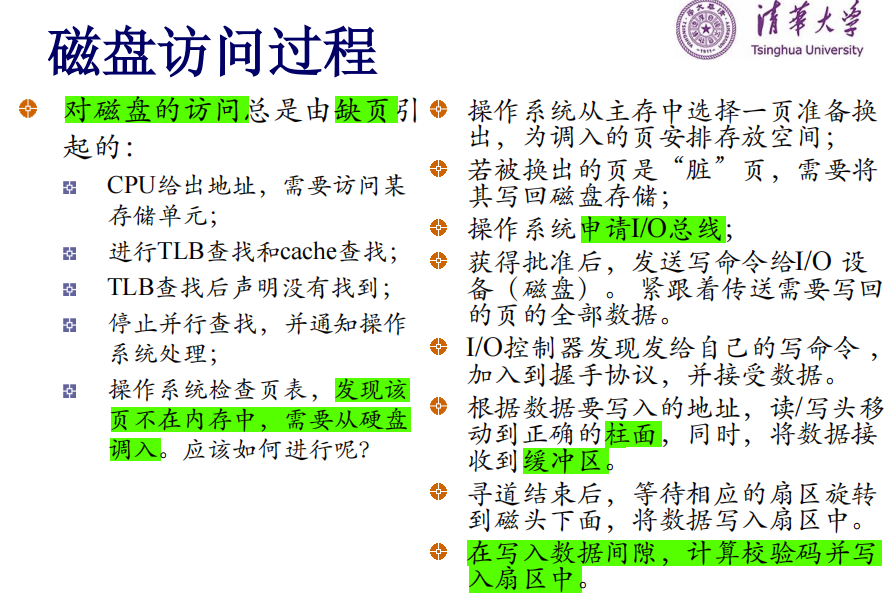 磁盘访问过程
清华大学
Tsinghua University
对磁盘的访问总是由缺页引
起的:
CPU给出地址，需要访问某
存储单元;
进行TLB查找和cache查找;
TLB查找后声明没有找到;
停止并行查找，并通知操作
系统处理;
操作系统检查页表，发现该
页不在内存中，需要从硬盘
调入。应该如何进行呢?
操作系统从主存中选择一页准备换
出，为调入的页安排存放空间;
若被换出的页是“脏”页，需要将
其写回磁盘存储;
操作系统申请I/O总线;
获得批准后，发送写命令给I/O 设
备（磁盘）。 紧跟着传送需要写回
的页的全部数据。
I/O控制器发现发给自己的写命令 ，
加入到握手协议，并接受数据。
根据数据要写入的地址，读/写头移
动到正确的柱面，同时，将数据接
收到缓冲区。
寻道结束后，等待相应的扇区旋转
到磁头下面，将数据写入扇区中。
在写入数据间隙，计算校验码并写
入扇区中。